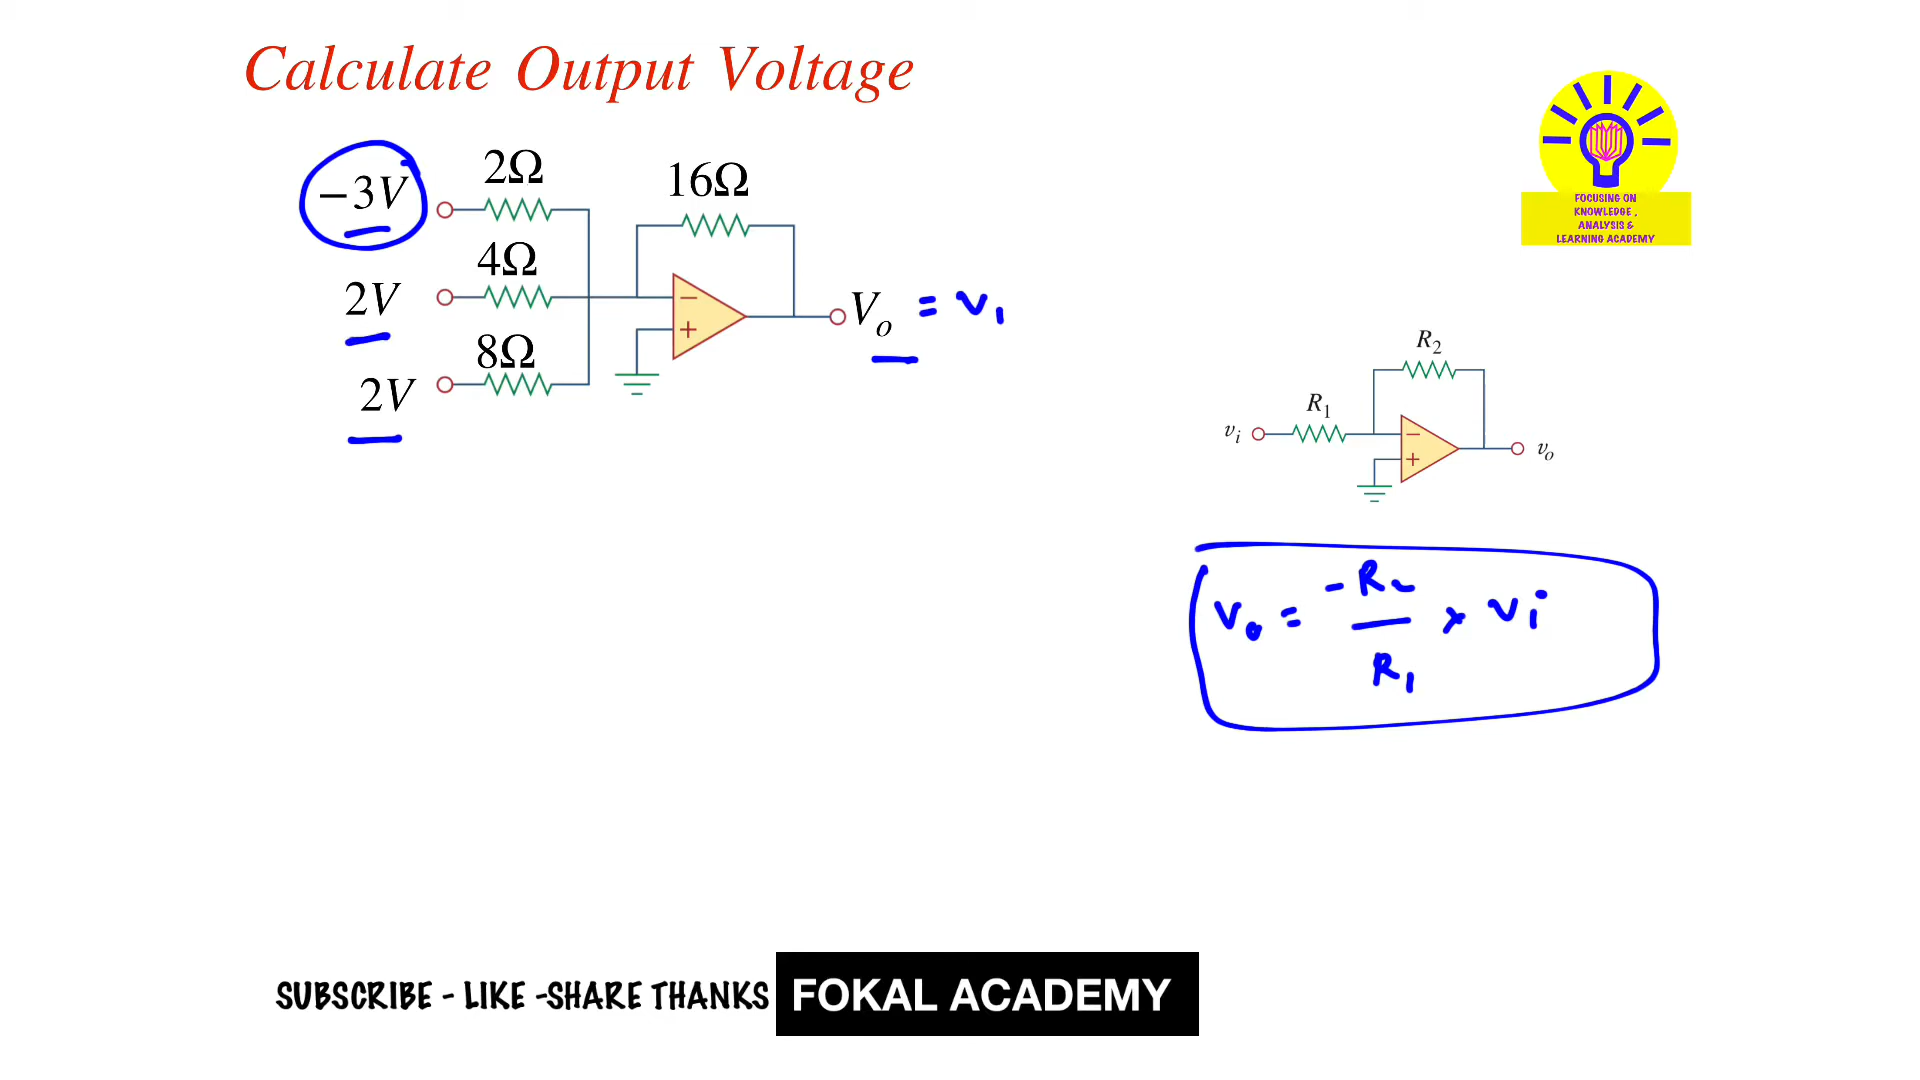 Calculate Output Voltage
−3V
2Ω
16Ω
4Ω
2V
8Ω
2V
−
+
Vₒ = v₁
FOCUSING ON
KNOWLEDGE ,
ANALYSIS &
LEARNING ACADEMY
R₂
R₁
vᵢ
−
+
vₒ
vₒ = −R₂/R₁ × vi
SUBSCRIBE - LIKE -SHARE THANKS
FOKAL ACADEMY